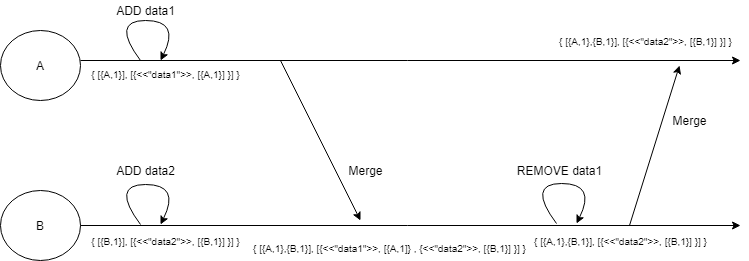 ADD data1
{ [{A,1},{B,1}], [{<<"data2">>, [{B,1}] }] }
A
{ [{A,1}], [{<<"data1">>, [{A,1}] }] }
Merge
ADD data2
Merge
REMOVE data1
B
{ [{B,1}], [{<<"data2">>, [{B,1}] }] }
{ [{A,1},{B,1}], [{<<"data1">>, [{A,1}]} , {<<"data2">>, [{B,1}] }] }
{ [{A,1},{B,1}], [{<<"data2">>, [{B,1}] }] }